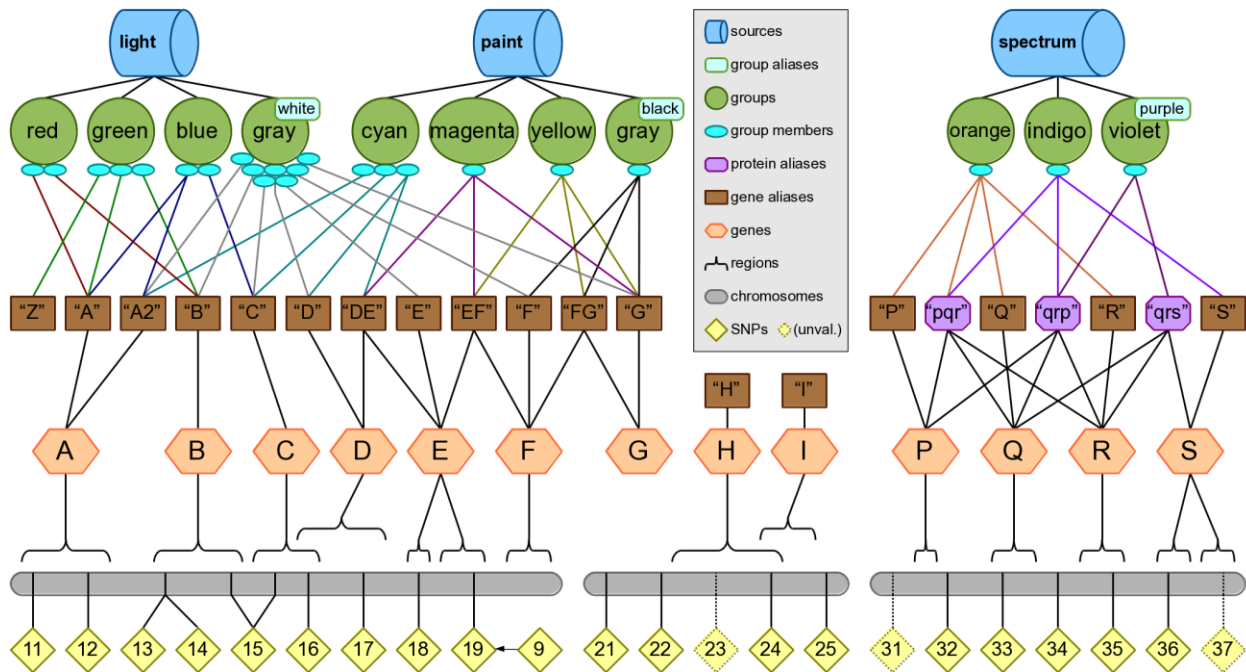 light
paint
spectrum
sources
group aliases
groups
group members
protein aliases
gene aliases
genes
regions
chromosomes
SNPs (unval.)
white
black
purple
red green blue gray cyan magenta yellow gray orange indigo violet
“Z” “A” “A2” “B” “C” “D” “DE” “E” “EF” “F” “FG” “G” “P” “pqr” “Q” “qrp” “R” “qrs” “S”
“H” “I”
A B C D E F G H I P Q R S
11 12 13 14 15 16 17 18 19 9 21 22 23 24 25 31 32 33 34 35 36 37